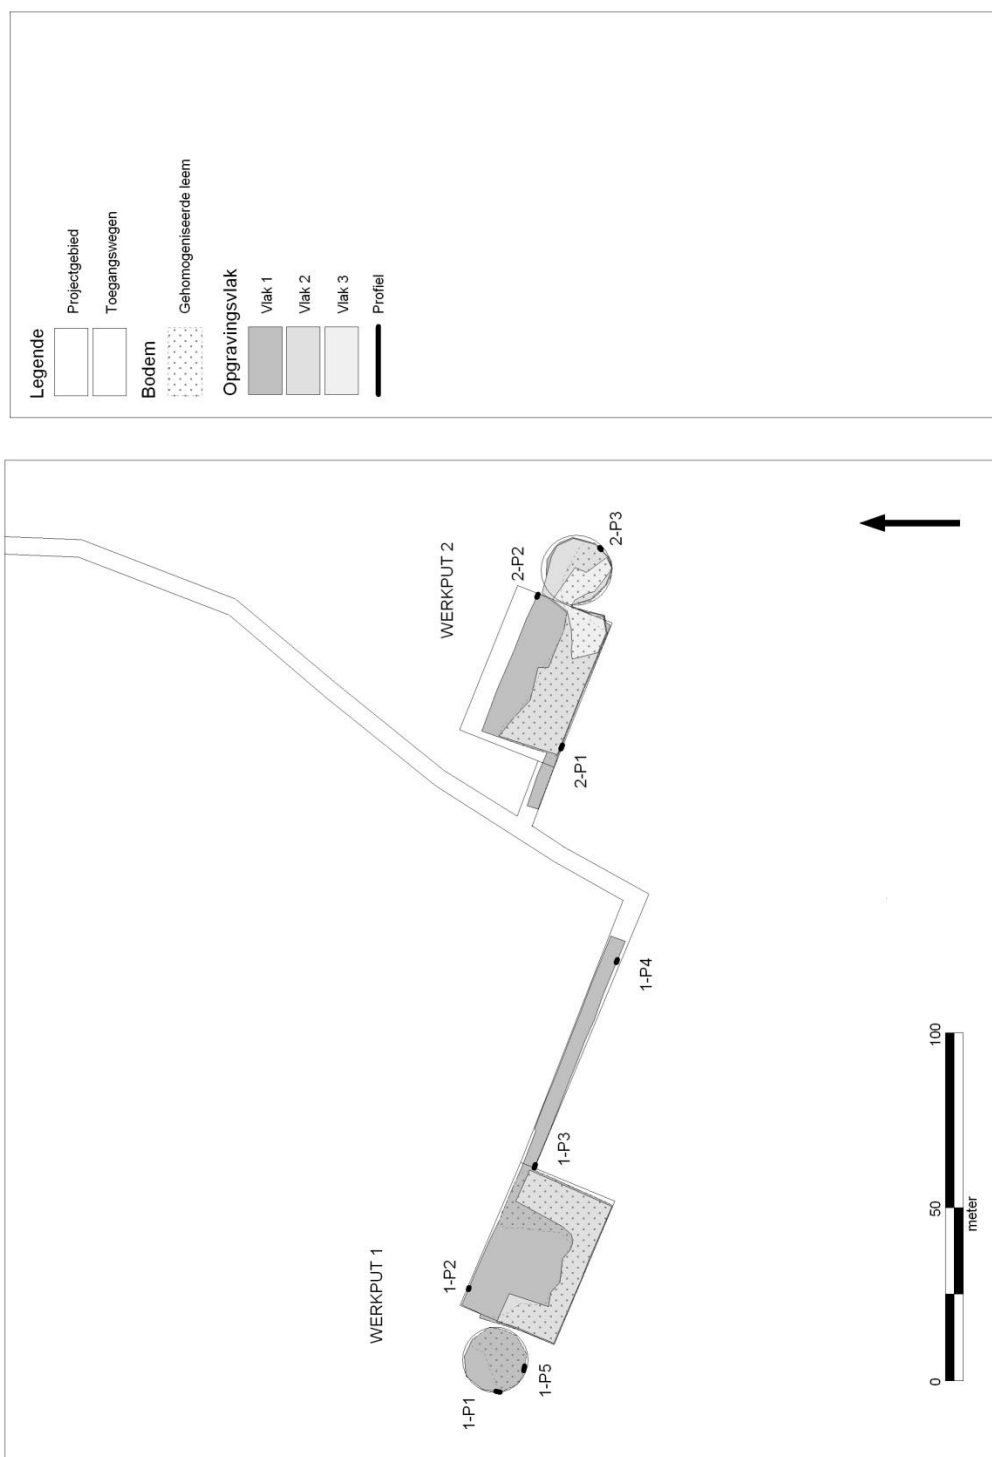 Legende
Projectgebied
Toegangswegen
Bodem
Gehomogeniseerde leem
Opgravingsvlak
Vlak 1
Vlak 2
Vlak 3
Profiel
WERKPUT 1
1-P1
1-P2
1-P5
1-P3
1-P4
WERKPUT 2
2-P1
2-P2
2-P3
0
50
100
meter